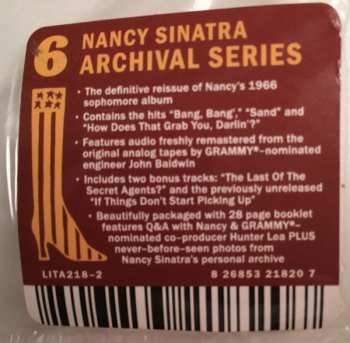 6 NANCY SINATRA
ARCHIVAL SERIES
• The definitive reissue of Nancy's 1966
sophomore album
• Contains the hits "Bang, Bang'," "Sand" and
"How Does That Grab You, Darlin'?"
• Features audio freshly remastered from the
original analog tapes by GRAMMY®–nominated
engineer John Baldwin
• Includes two bonus tracks: "The Last Of The
Secret Agents?" and the previously unreleased
"If Things Don't Start Picking Up"
• Beautifully packaged with 28 page booklet
features Q&A with Nancy & GRAMMY®–
nominated co–producer Hunter Lea PLUS
never–before–seen photos from
Nancy Sinatra's personal archive
LITA218–2 8 26853 21820 7